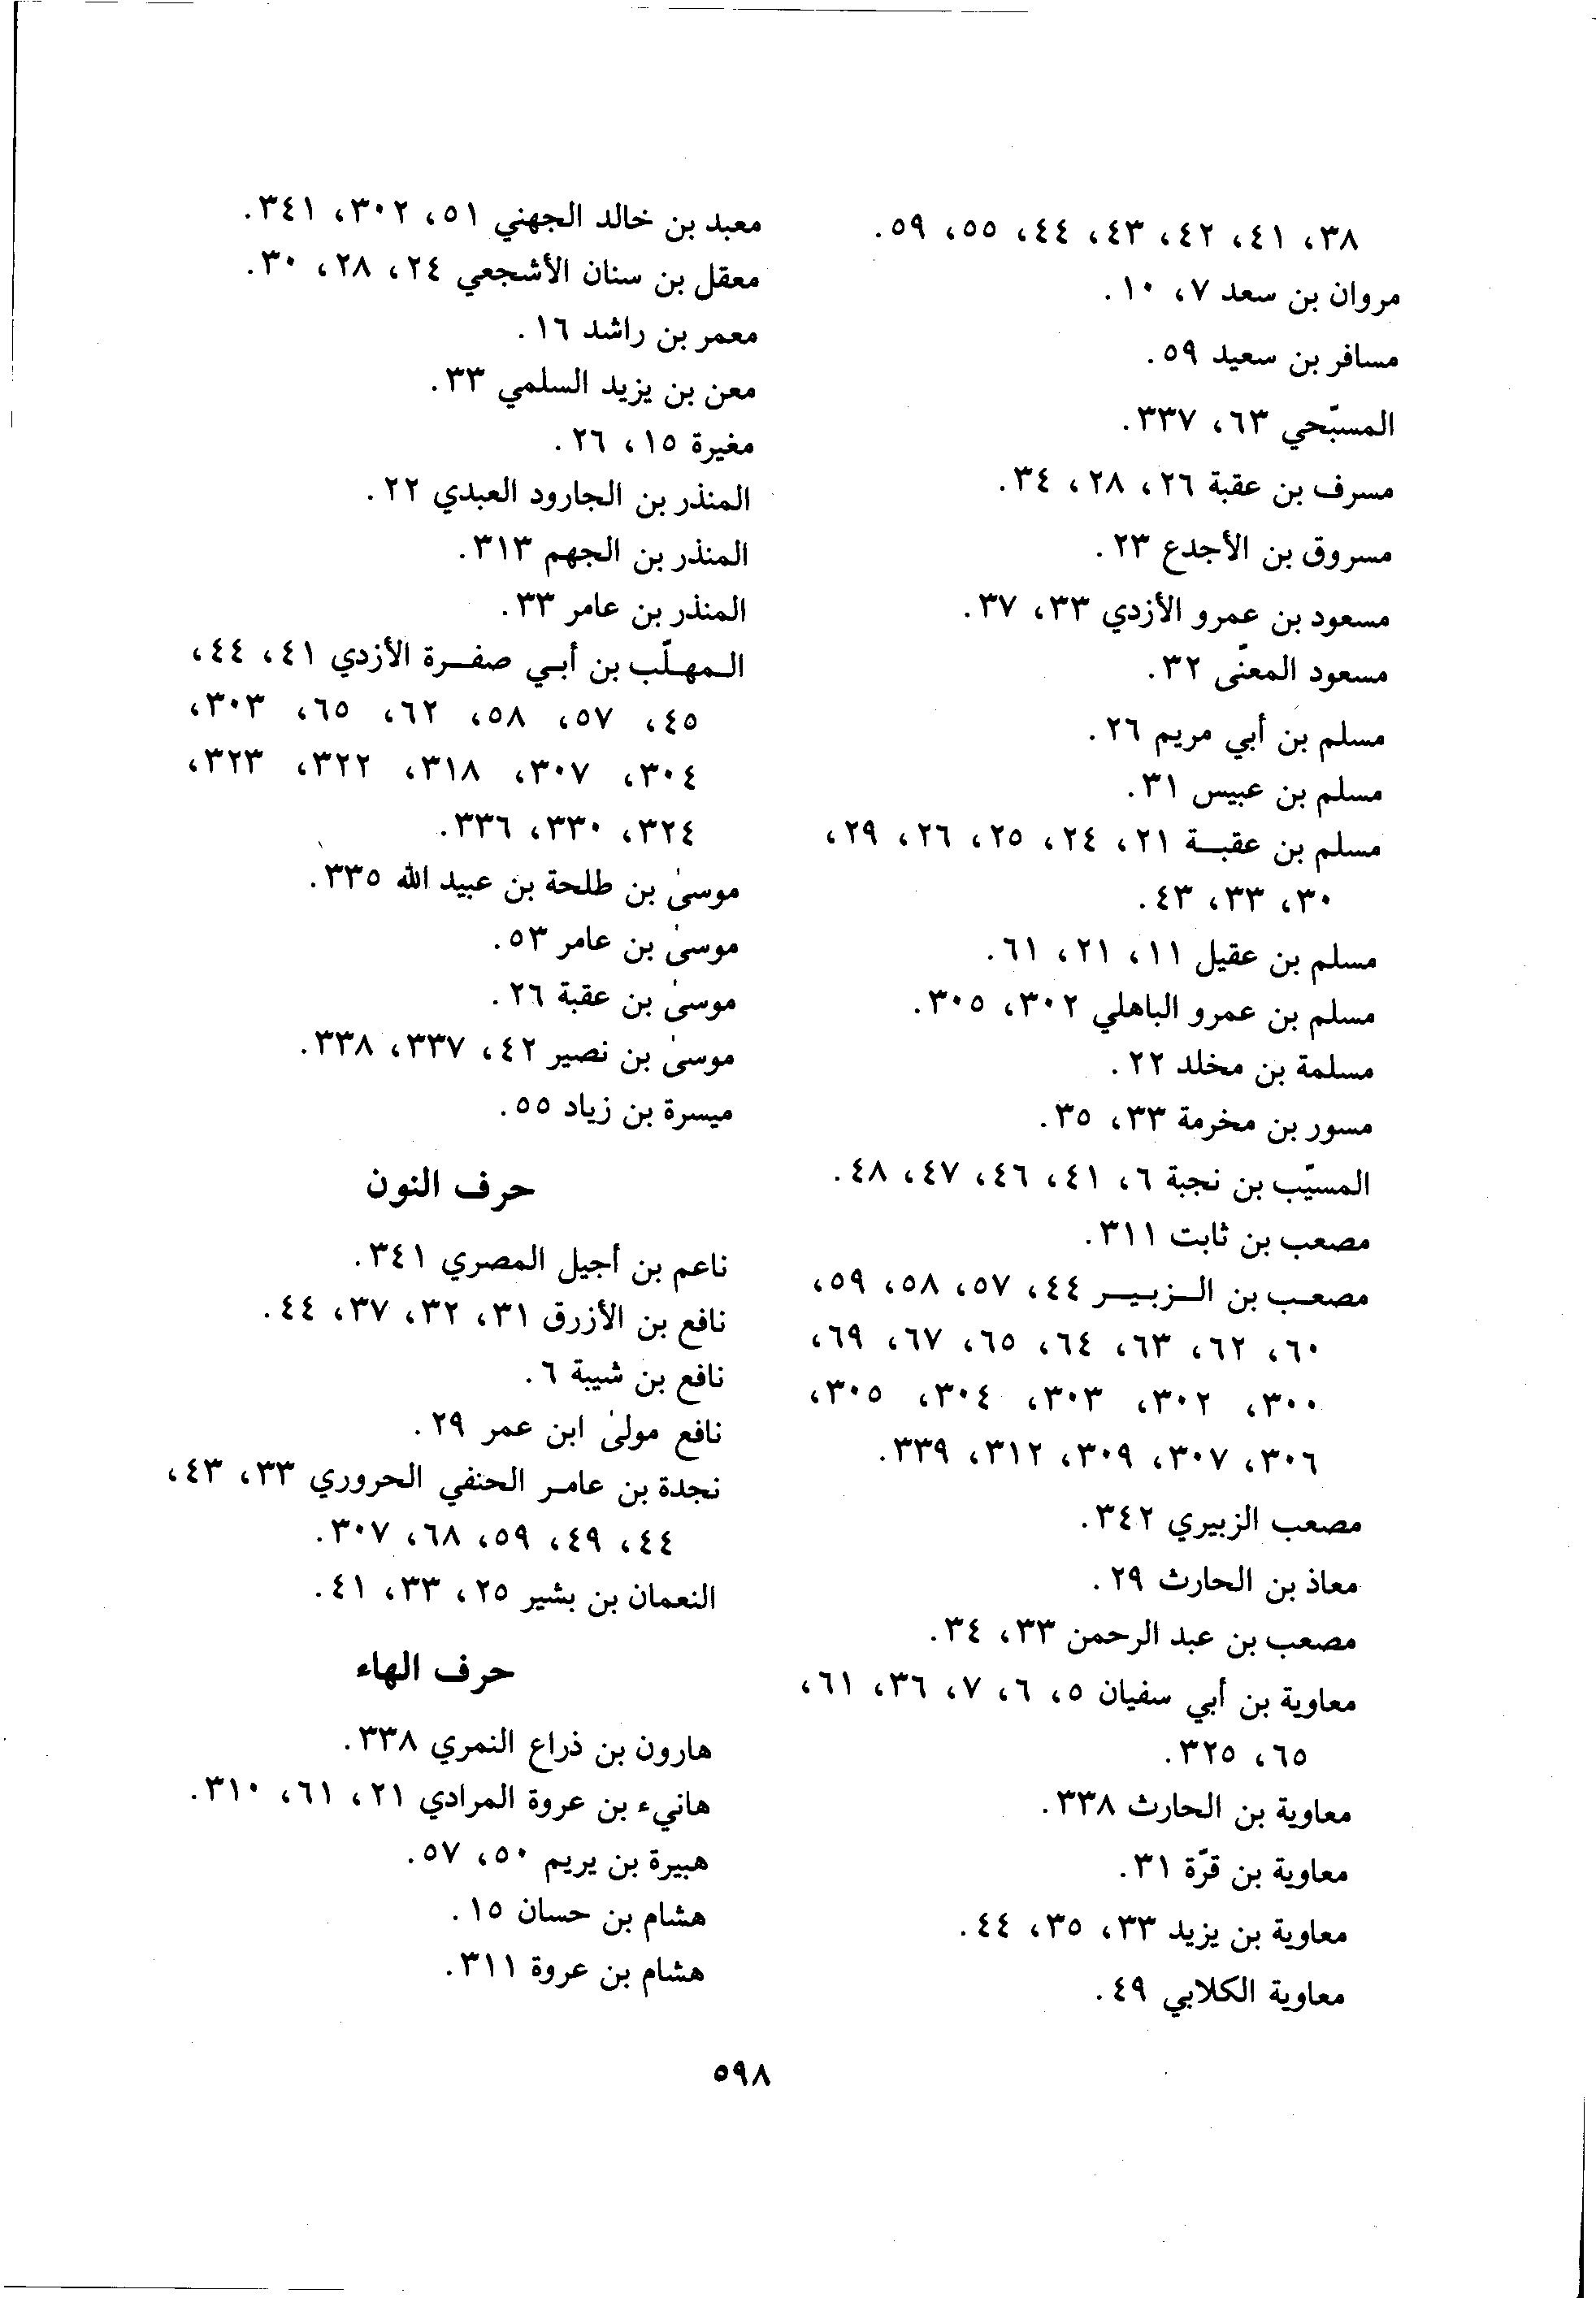 ٣٨، ٤١، ٤٢، ٤٣، ٤٤، ٥٥، ٥٩.
مروان بن سعد ٧، ١٠.
مسافر بن سعيد ٥٩.
المسبّحي ٦٣، ٣٣٧.
مسرف بن عقبة ٢٦، ٢٨، ٣٤.
مسروق بن الأجدع ٢٣.
مسعود بن عمرو الأزدي ٣٣، ٣٧.
مسعود المعنّى ٣٢.
مسلم بن أبي مريم ٢٦.
مسلم بن عبيس ٣١.
مسلم بن عقبـة ٢١، ٢٤، ٢٥، ٢٦، ٢٩،
٣٠، ٣٣، ٤٣.
مسلم بن عقيل ١١، ٢١، ٦١.
مسلم بن عمرو الباهلي ٣٠٢، ٣٠٥.
مسلمة بن مخلد ٢٢.
مسور بن مخرمة ٣٣، ٣٥.
المسيّب بن نجبة ٦، ٤١، ٤٦، ٤٧، ٤٨.
مصعب بن ثابت ٣١١.
مصعـب بن الـزبـيـر ٤٤، ٥٧، ٥٨، ٥٩،
٦٠، ٦٢، ٦٣، ٦٤، ٦٥، ٦٧، ٦٩،
٣٠٠، ٣٠٢، ٣٠٣، ٣٠٤، ٣٠٥،
٣٠٦، ٣٠٧، ٣٠٩، ٣١٢، ٣٣٩.
مصعب الزبيري ٣٤٢.
معاذ بن الحارث ٢٩.
مصعب بن عبد الرحمن ٣٣، ٣٤.
معاوية بن أبي سفيان ٥، ٦، ٧، ٣٦، ٦١،
٦٥، ٣٢٥.
معاوية بن الحارث ٣٣٨.
معاوية بن قرّة ٣١.
معاوية بن يزيد ٣٣، ٣٥، ٤٤.
معاوية الكلابي ٤٩.
معبد بن خالد الجهني ٥١، ٣٠٢، ٣٤١.
معقل بن سنان الأشجعي ٢٤، ٢٨، ٣٠.
معمر بن راشد ١٦.
معن بن يزيد السلمي ٣٣.
مغيرة ١٥، ٢٦.
المنذر بن الجارود العبدي ٢٢.
المنذر بن الجهم ٣١٣.
المنذر بن عامر ٣٣.
الـمهـلّب بن أبـي صفـرة الأزدي ٤١، ٤٤،
٤٥، ٥٧، ٥٨، ٦٢، ٦٥، ٣٠٣،
٣٠٤، ٣٠٧، ٣١٨، ٣٢٢، ٣٢٣،
٣٢٤، ٣٣٠، ٣٣٦.
موسىٰ بن طلحة بن عبيد الله ٣٣٥.
موسىٰ بن عامر ٥٣.
موسىٰ بن عقبة ٢٦.
موسىٰ بن نصير ٤٢، ٣٣٧، ٣٣٨.
ميسرة بن زياد ٥٥.
حرف النون
ناعم بن أجيل المصري ٣٤١.
نافع بن الأزرق ٣١، ٣٢، ٣٧، ٤٤.
نافع بن شيبة ٦.
نافع مولىٰ ابن عمر ٢٩.
نجدة بن عامـر الحنفي الحروري ٣٣، ٤٣،
٤٤، ٤٩، ٥٩، ٦٨، ٣٠٧.
النعمان بن بشير ٢٥، ٣٣، ٤١.
حرف الهاء
هارون بن ذراع النمري ٣٣٨.
هانيء بن عروة المرادي ٢١، ٦١، ٣١٠.
هبيرة بن يريم ٥٠، ٥٧.
هشام بن حسان ١٥.
هشام بن عروة ٣١١.
٥٩٨